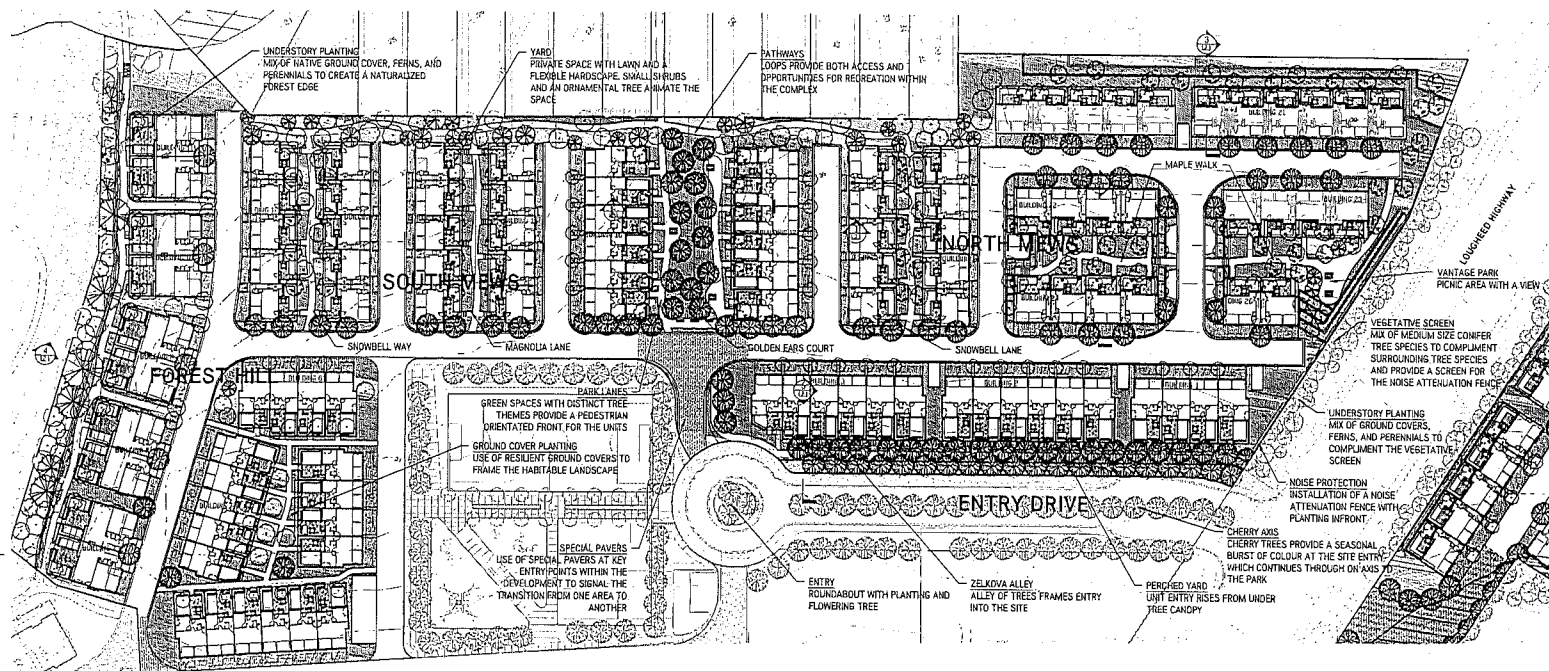 UNDERSTORY PLANTING
MIX OF NATIVE GROUND COVER, FERNS, AND
PERENNIALS TO CREATE A NATURALIZED
FOREST EDGE
YARD
PRIVATE SPACE WITH LAWN AND A
FLEXIBLE HARDSCAPE. SMALL SHRUBS
AND AN ORNAMENTAL TREE ANIMATE THE
SPACE
PATHWAYS
LOOPS PROVIDE BOTH ACCESS AND
OPPORTUNITIES FOR RECREATION WITHIN
THE COMPLEX
3
BUILDING 21
MAPLE WALK
LOUGHEED HIGHWAY
BUILDING 23
NORTH MEWS
SOUTH MEWS
VANTAGE PARK
PICNIC AREA WITH A VIEW
SNOWBELL WAY
MAGNOLIA LANE
GOLDEN EARS COURT
SNOWBELL LANE
VEGETATIVE SCREEN
MIX OF MEDIUM SIZE CONIFER
TREE SPECIES TO COMPLIMENT
SURROUNDING TREE SPECIES
AND PROVIDE A SCREEN FOR
THE NOISE ATTENUATION FENCE
FOREST HILL
PARK LANES
GREEN SPACES WITH DISTINCT TREE
THEMES PROVIDE A PEDESTRIAN
ORIENTATED FRONT FOR THE UNITS
GROUND COVER PLANTING
USE OF RESILIENT GROUND COVERS TO
FRAME THE HABITABLE LANDSCAPE
UNDERSTORY PLANTING
MIX OF GROUND COVERS,
FERNS, AND PERENNIALS TO
COMPLIMENT THE VEGETATIVE
SCREEN
NOISE PROTECTION
INSTALLATION OF A NOISE
ATTENUATION FENCE WITH
PLANTING INFRONT
ENTRY DRIVE
CHERRY AXIS
CHERRY TREES PROVIDE A SEASONAL
BURST OF COLOUR AT THE SITE ENTRY
WHICH CONTINUES THROUGH ON AXIS TO
THE PARK
SPECIAL PAVERS
USE OF SPECIAL PAVERS AT KEY
ENTRY POINTS WITHIN THE
DEVELOPMENT TO SIGNAL THE
TRANSITION FROM ONE AREA TO
ANOTHER
ENTRY
ROUNDABOUT WITH PLANTING AND
FLOWERING TREE
ZELKOVA ALLEY
ALLEY OF TREES FRAMES ENTRY
INTO THE SITE
PERCHED YARD
UNIT ENTRY RISES FROM UNDER
TREE CANOPY